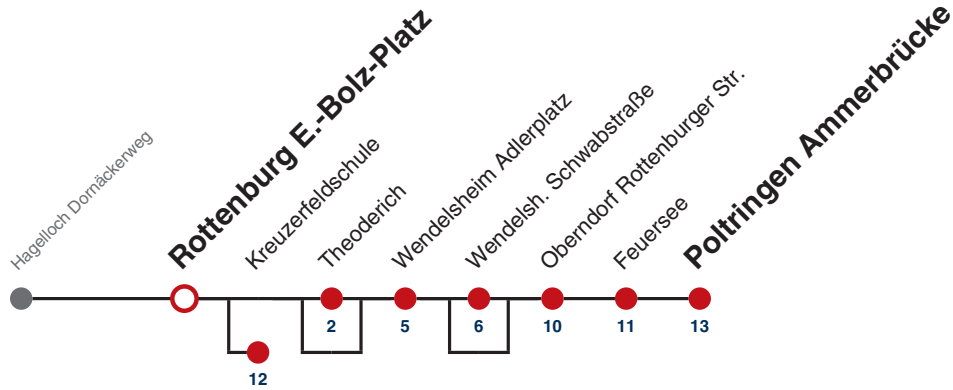 Hagelloch Dornäckerweg
Rottenburg E.-Bolz-Platz
Kreuzerfeldschule
Theoderich
Wendelsheim Adlerplatz
Wendelsh. Schwabstraße
Oberndorf Rottenburger Str.
Feuersee
Poltringen Ammerbrücke
2
5
6
10
11
13
12